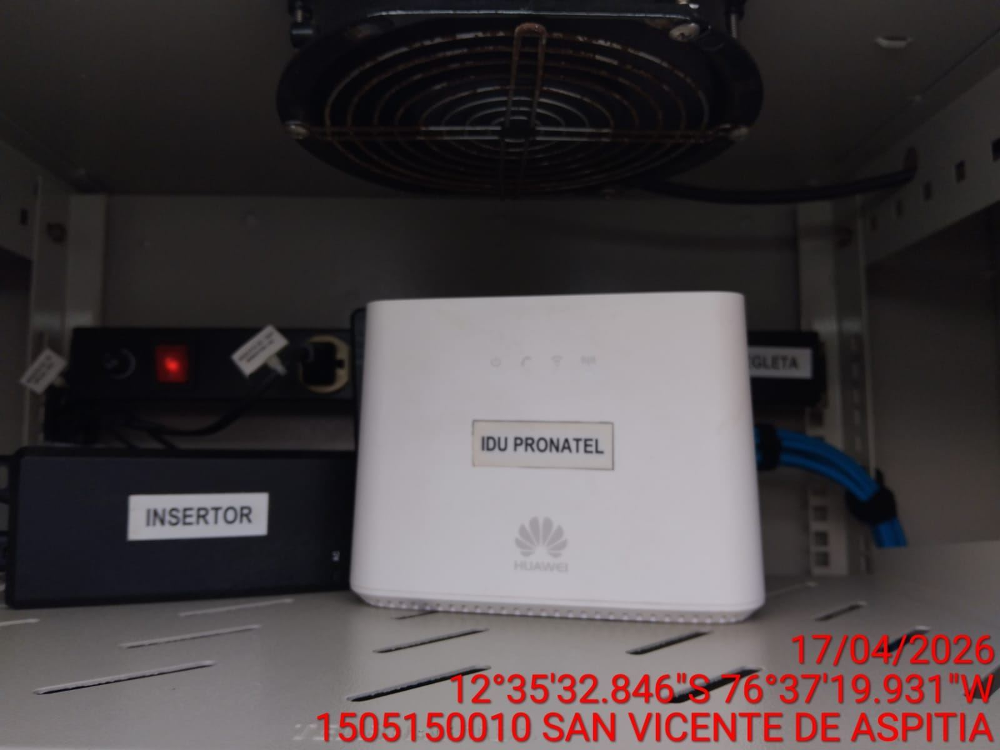 EGLETA
IDU PRONATEL
INSERTOR
HUAWEI
17/04/2026
12°35'32.846"S 76°37'19.931"W
1505150010 SAN VICENTE DE ASPITIA